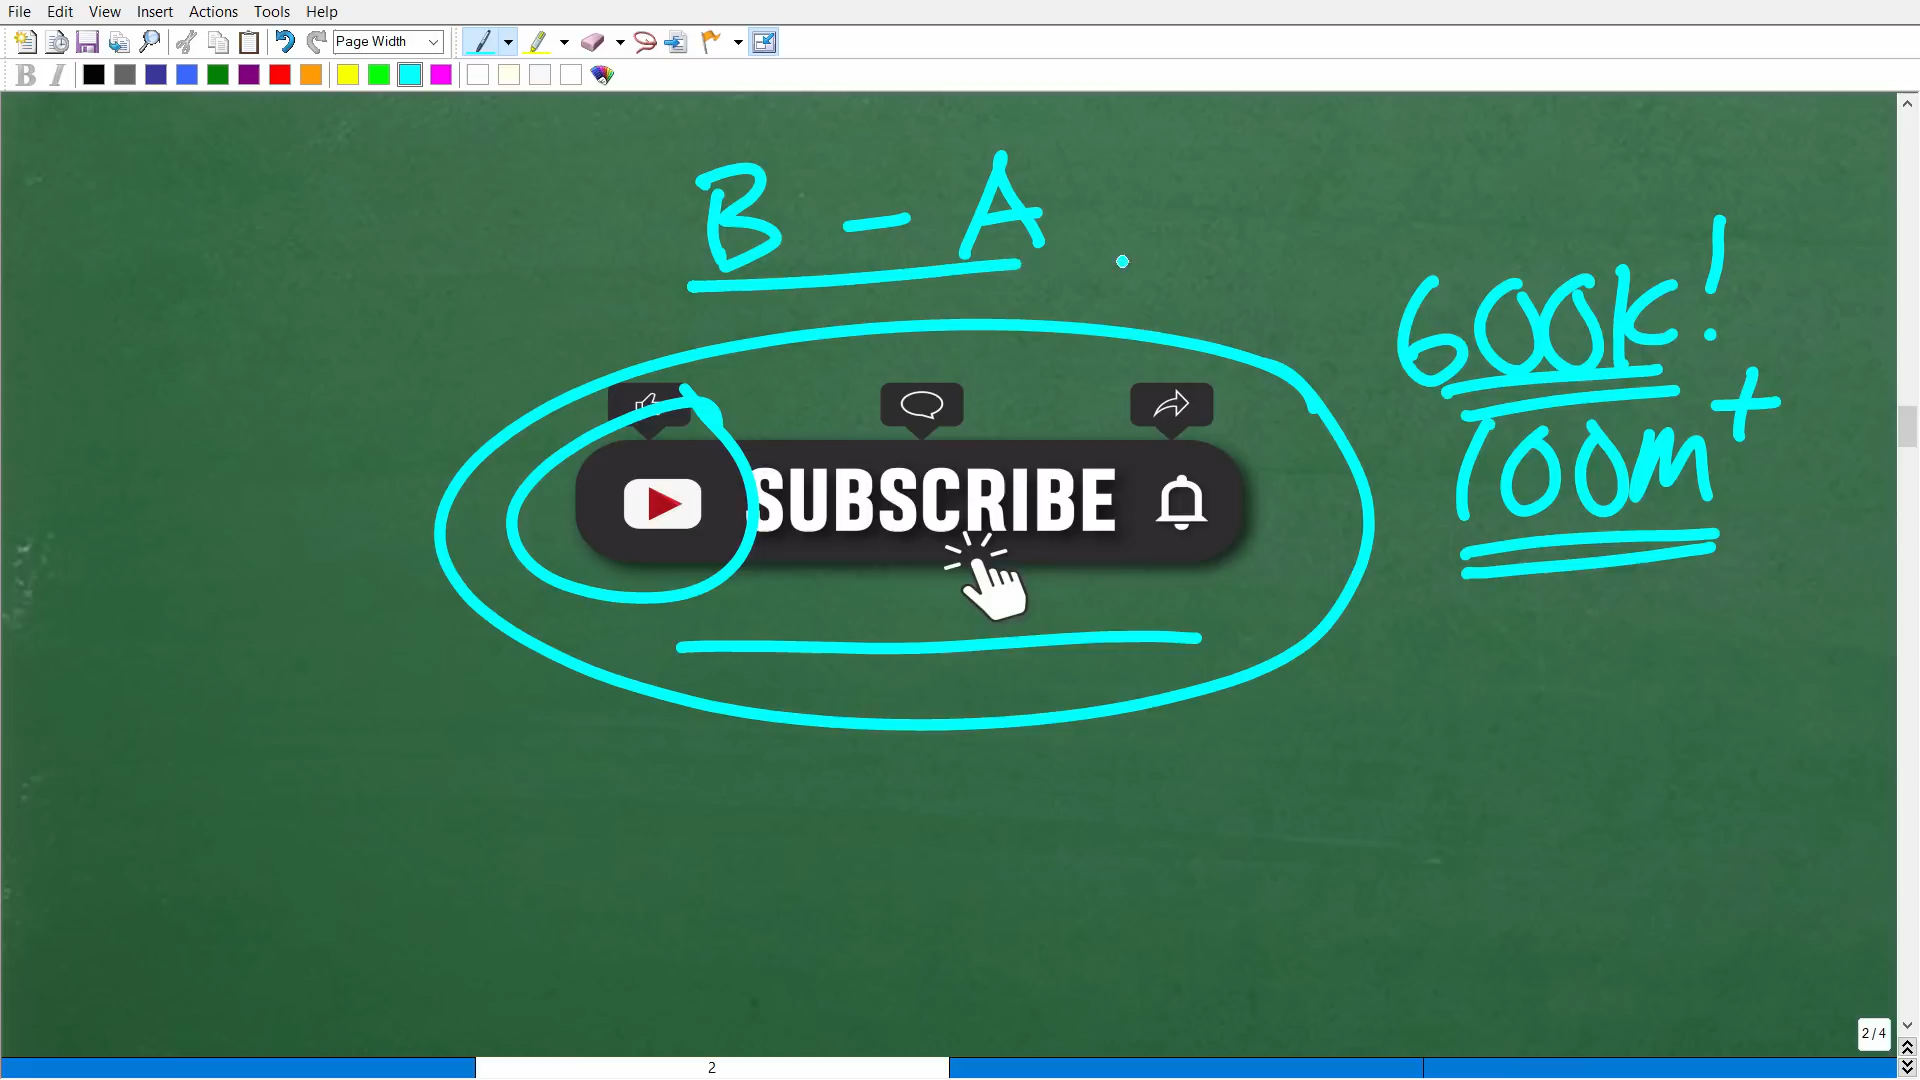 File Edit View Insert Actions Tools Help
Page Width
B I
B - A
600K!
100M+
SUBSCRIBE
2 / 4
2